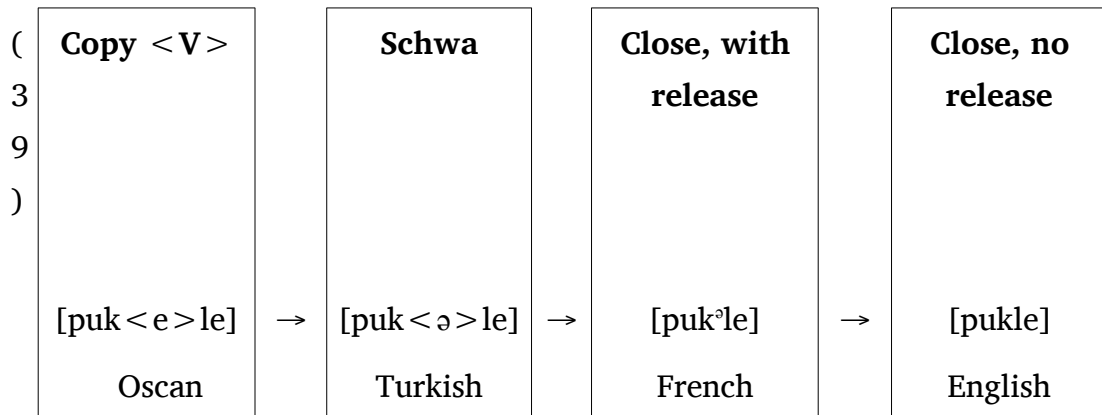 (39) Copy <V> Schwa Close, with release Close, no release
[puk<e>le] → [puk<ə>le] → [pukᵊle] → [pukle]
Oscan Turkish French English